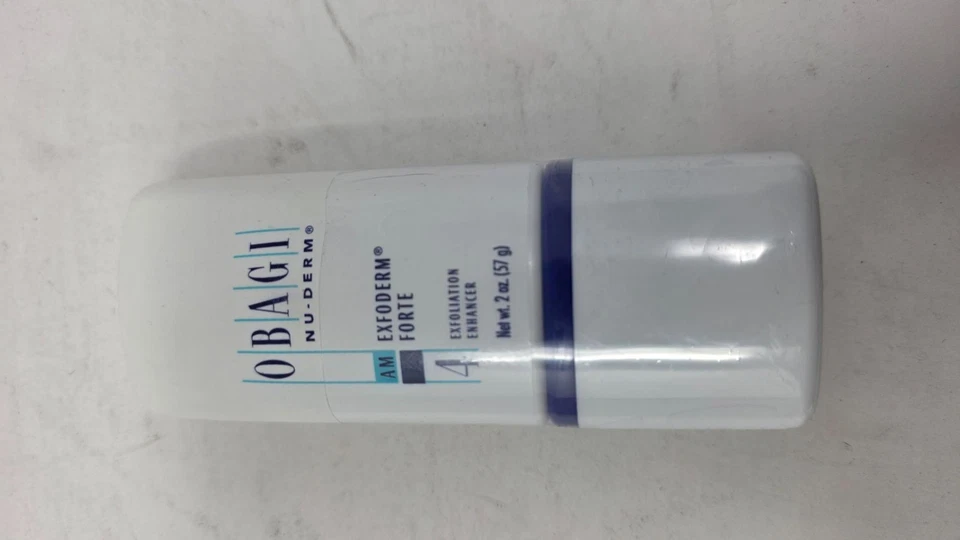 OBAGI
NU-DERM®
AM EXFODERM®
FORTE
4 EXFOLIATION
ENHANCER
Net wt. 2 oz. (57 g)